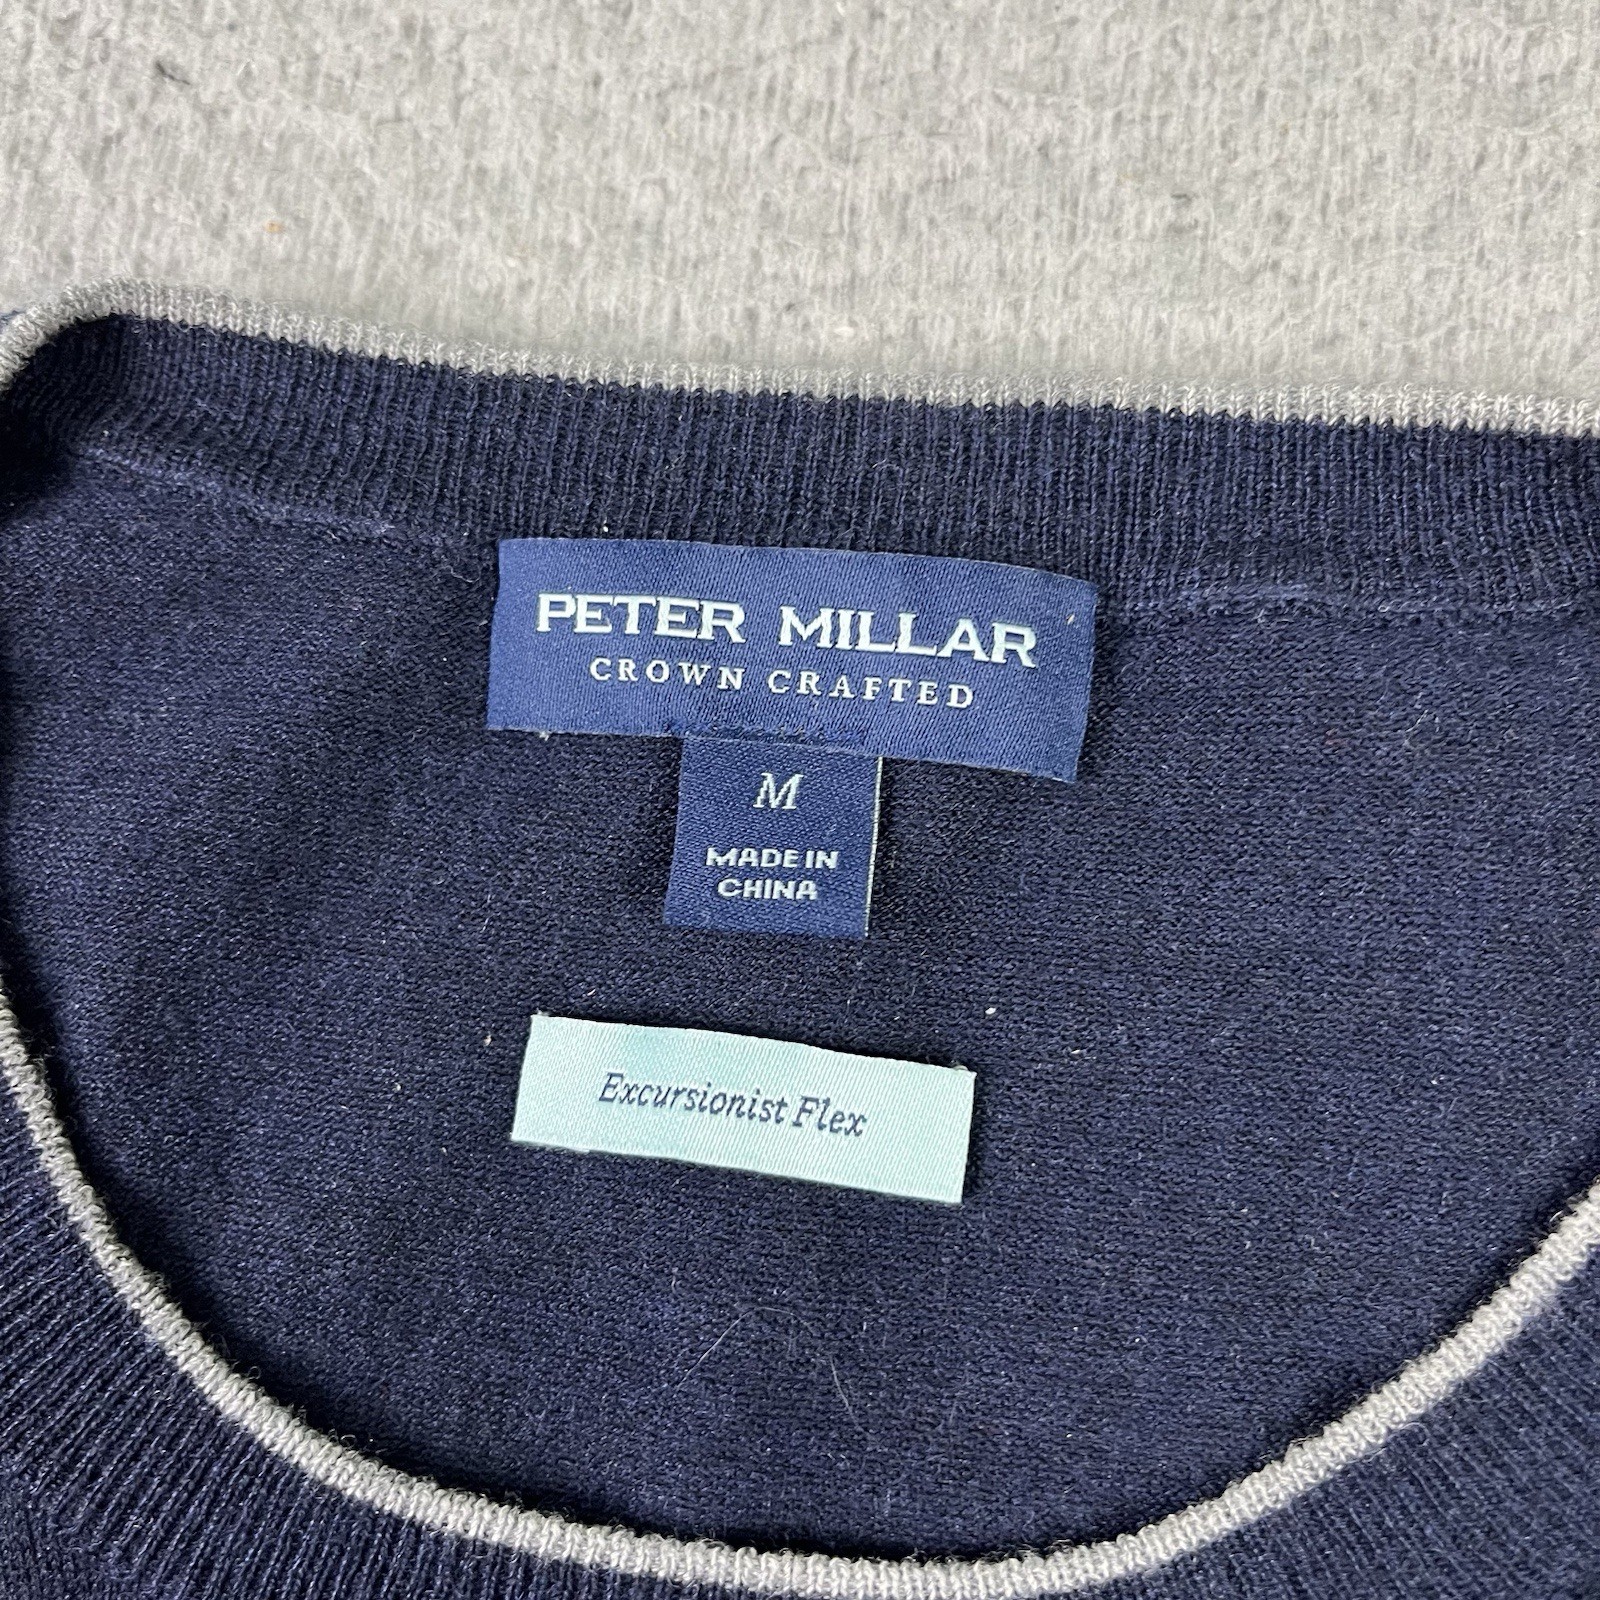 PETER MILLAR
CROWN CRAFTED
M
MADE IN
CHINA
Excursionist Flex